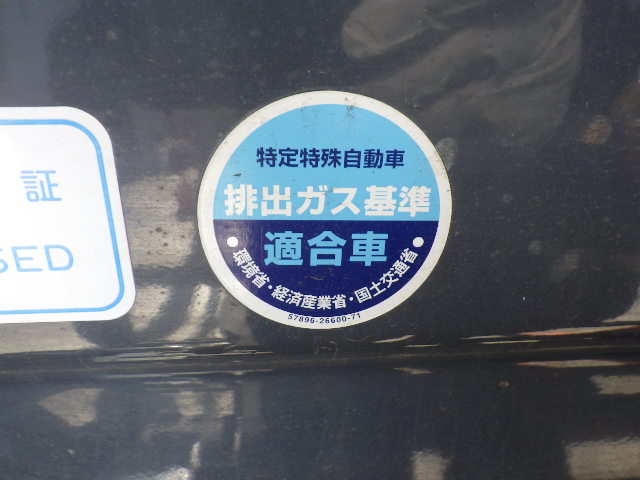 証
SED
特定特殊自動車
排出ガス基準
適合車
環境省・経済産業省・国土交通省
57896-26600-71